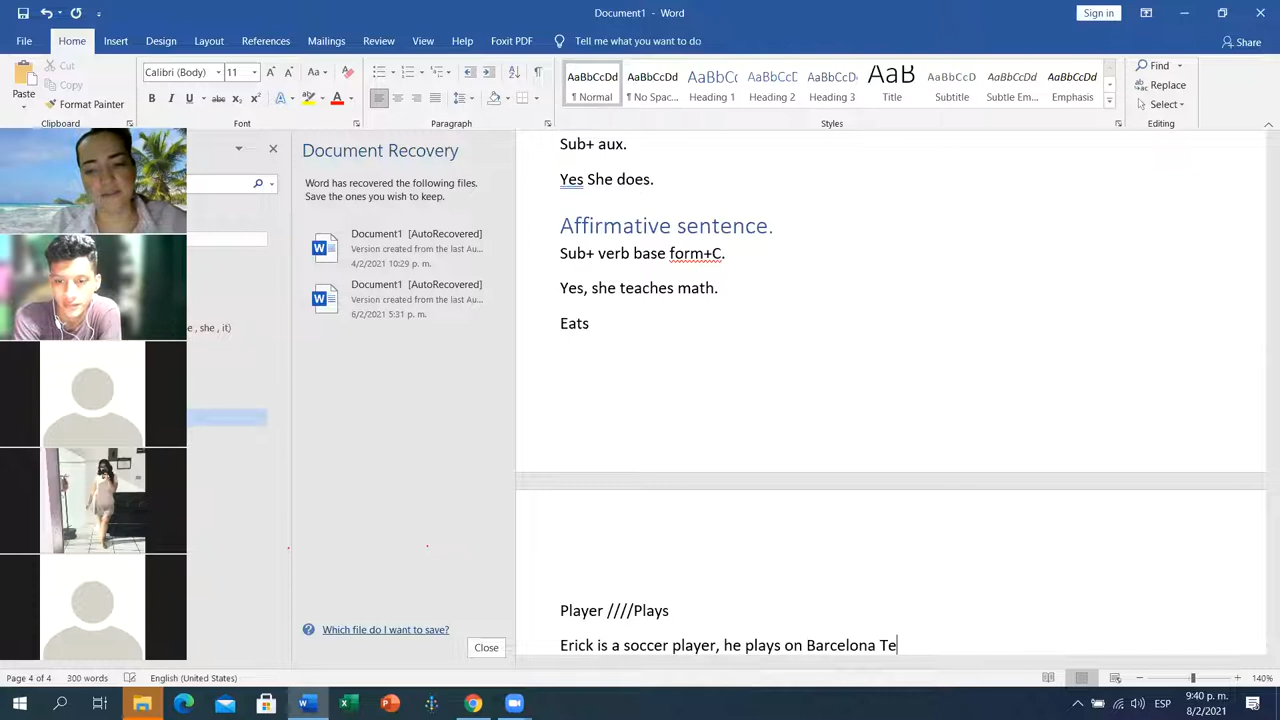 Document1 - Word
Sign in
File Home Insert Draw Design Layout References Mailings Review View Help Foxit PDF Tell me what you want to do Share
Paste
Cut
Copy
Format Painter
Clipboard
Calibri (Body) 11
Font
Paragraph
AaBbCcDd ¶ Normal
AaBbCcDd ¶ No Spac...
Heading 1
AaBbCcD Heading 2
Heading 3
AaB Title
AaBbCcDd Subtitle
AaBbCcDd Subtle Em...
AaBbCcDd Emphasis
Styles
Find
Replace
Select
Editing
Document Recovery
Word has recovered the following files.
Save the ones you wish to keep.
Document1 [AutoRecovered]
Version created from the last Au...
4/2/2021 10:29 p. m.
Document1 [AutoRecovered]
Version created from the last Au...
6/2/2021 5:31 p. m.
Which file do I want to save?
Close
e , she , it)
Sub+ aux.
Yes She does.
Affirmative sentence.
Sub+ verb base form+C.
Yes, she teaches math.
Eats
Player ////Plays
Erick is a soccer player, he plays on Barcelona Te
Page 4 of 4 300 words English (United States) 140%
ESP
9:40 p. m.
8/2/2021